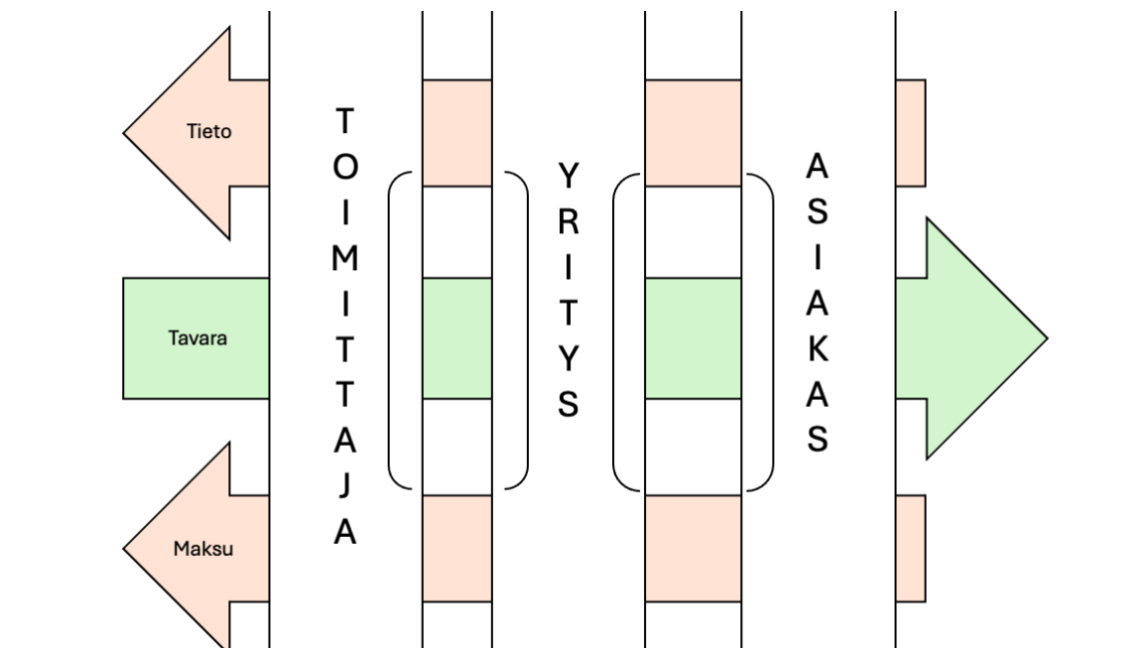 Tieto
Tavara
Maksu
TOIMITTAJA
YRITYS
ASIAKAS